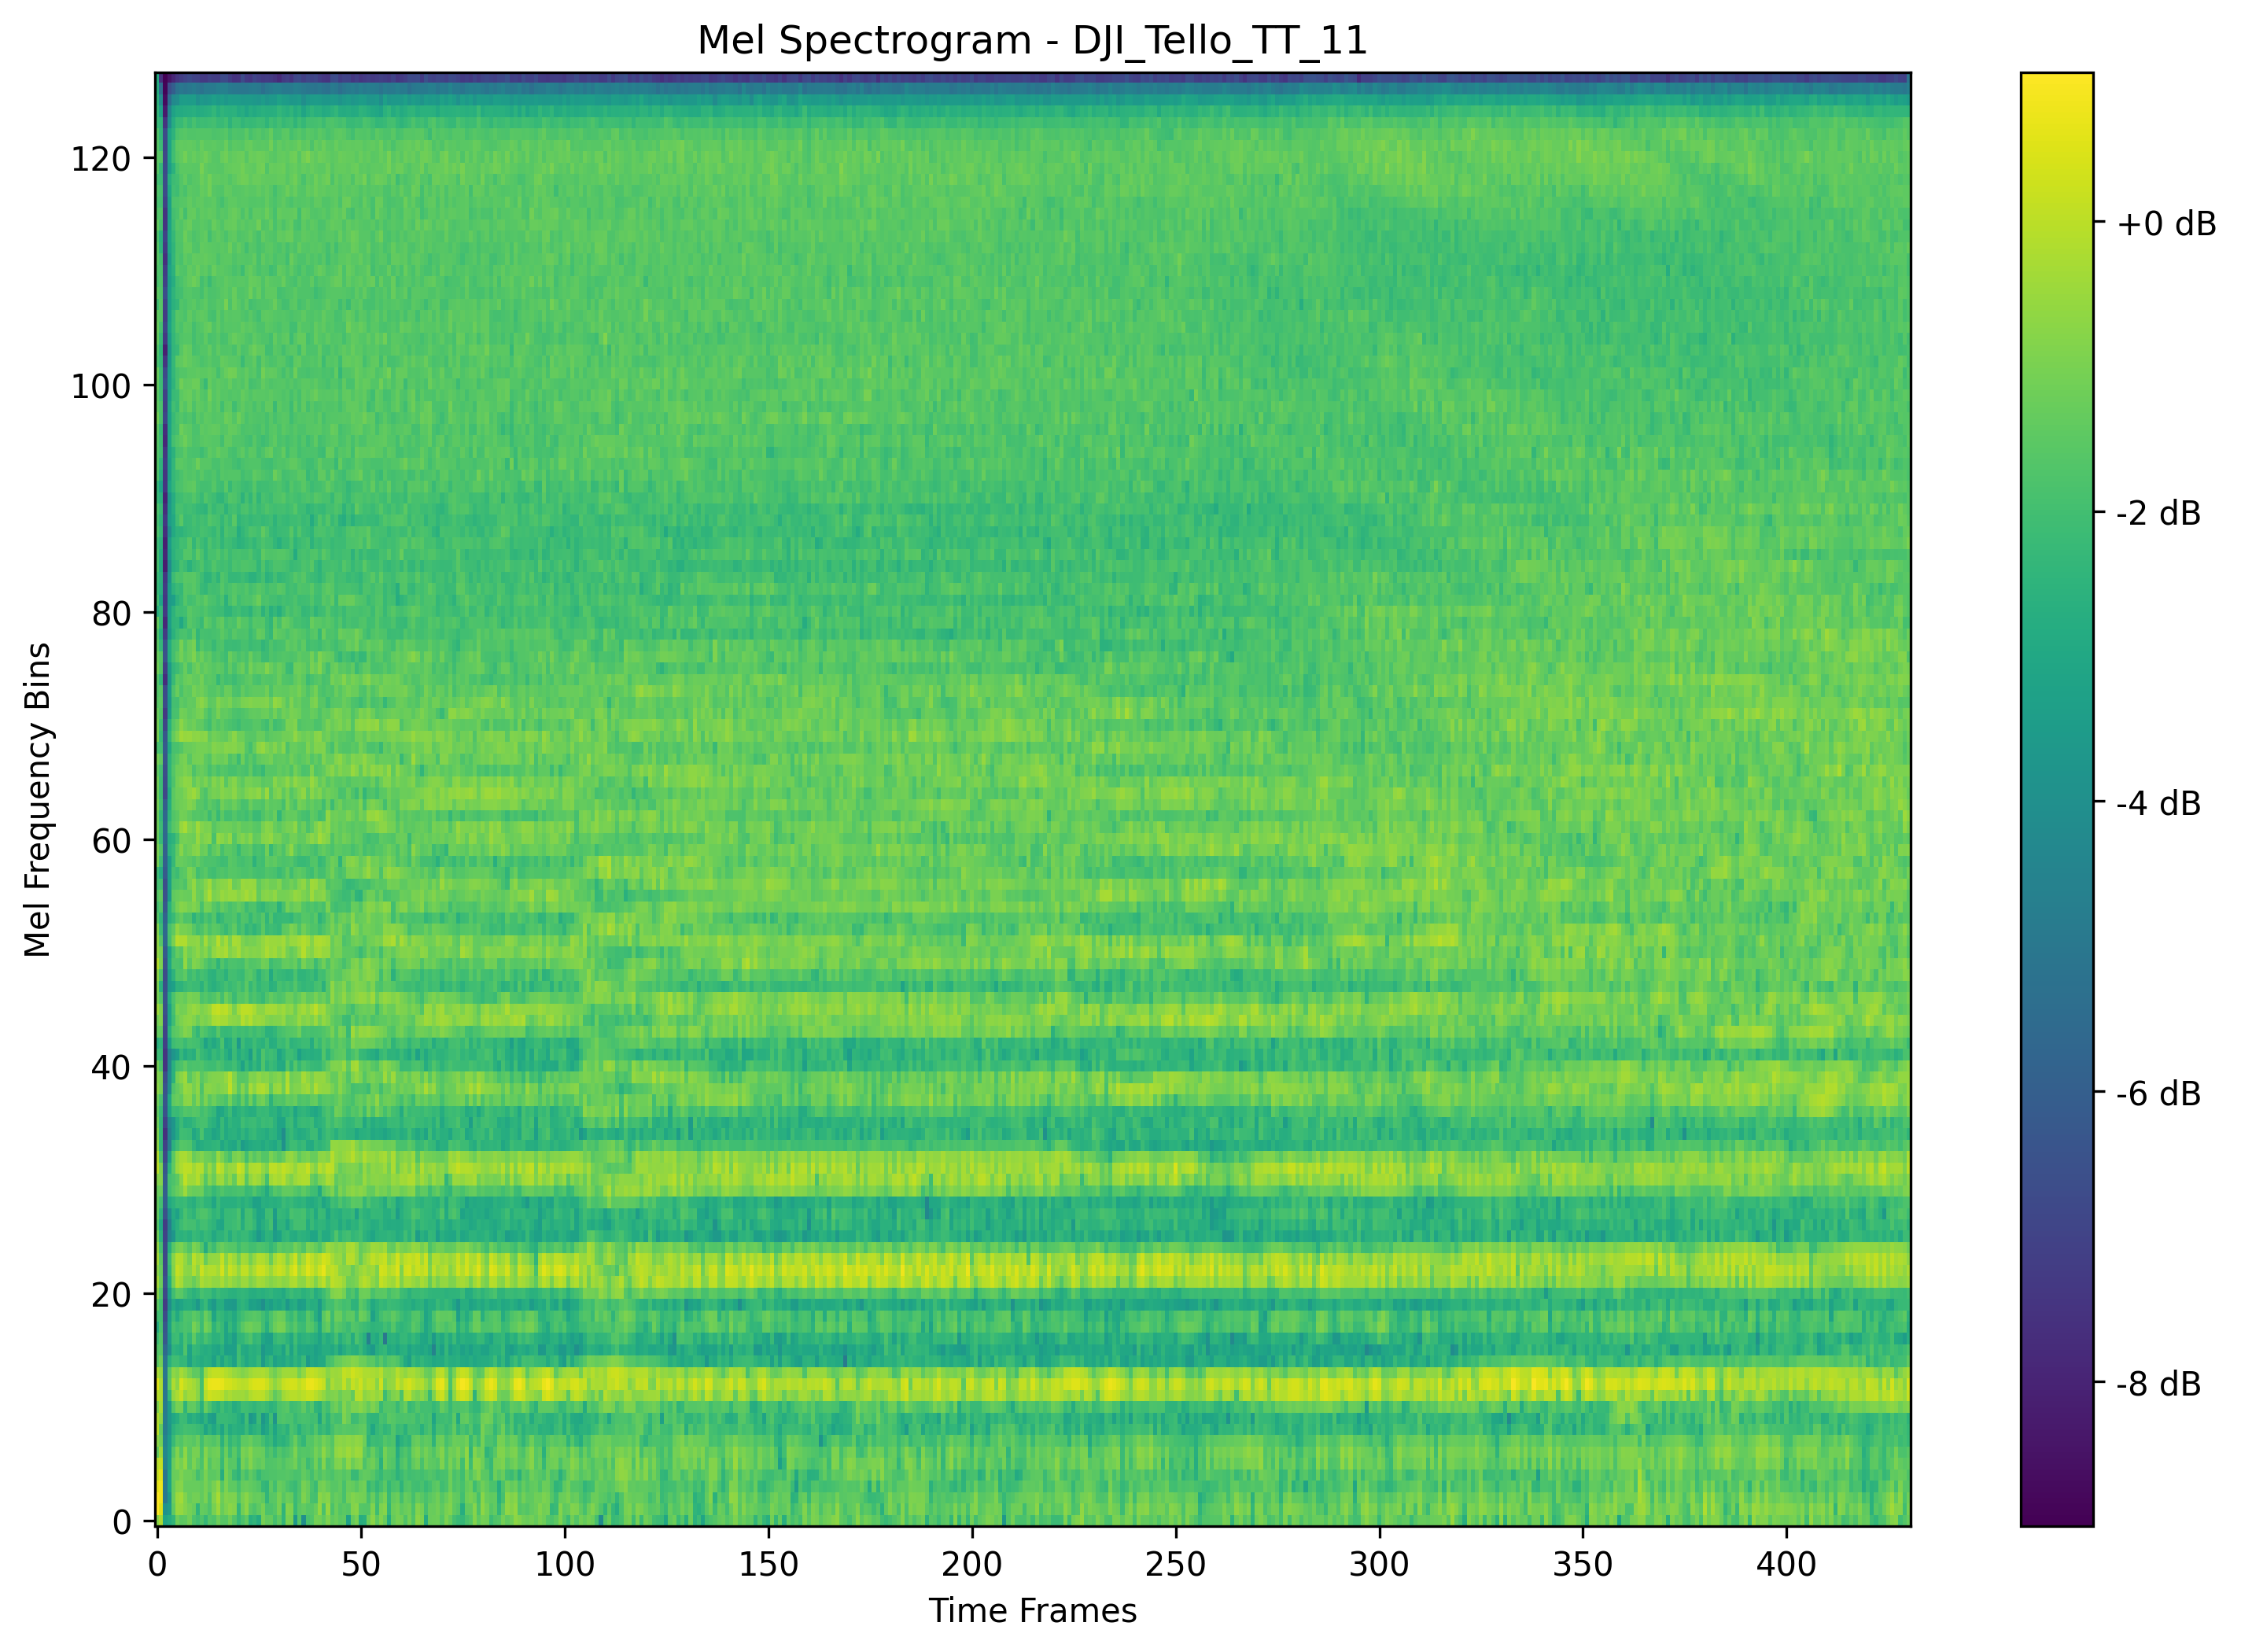 Mel Spectrogram - DJI_Tello_TT_11
120
100
80
60
40
20
0
Mel Frequency Bins
0 50 100 150 200 250 300 350 400
Time Frames
+0 dB
-2 dB
-4 dB
-6 dB
-8 dB